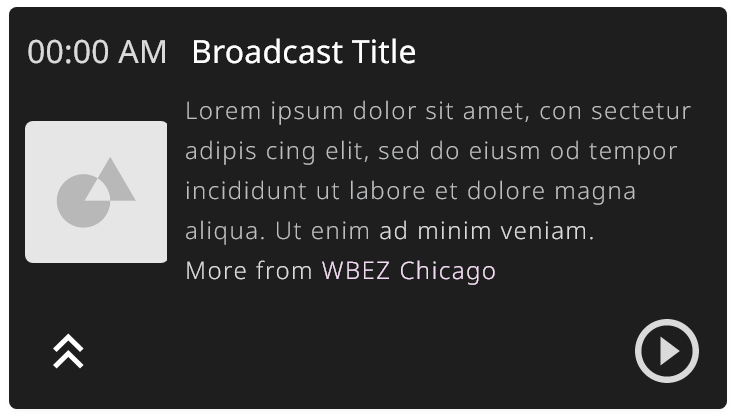 00:00 AM Broadcast Title
Lorem ipsum dolor sit amet, con sectetur
adipis cing elit, sed do eiusm od tempor
incididunt ut labore et dolore magna
aliqua. Ut enim ad minim veniam.
More from WBEZ Chicago